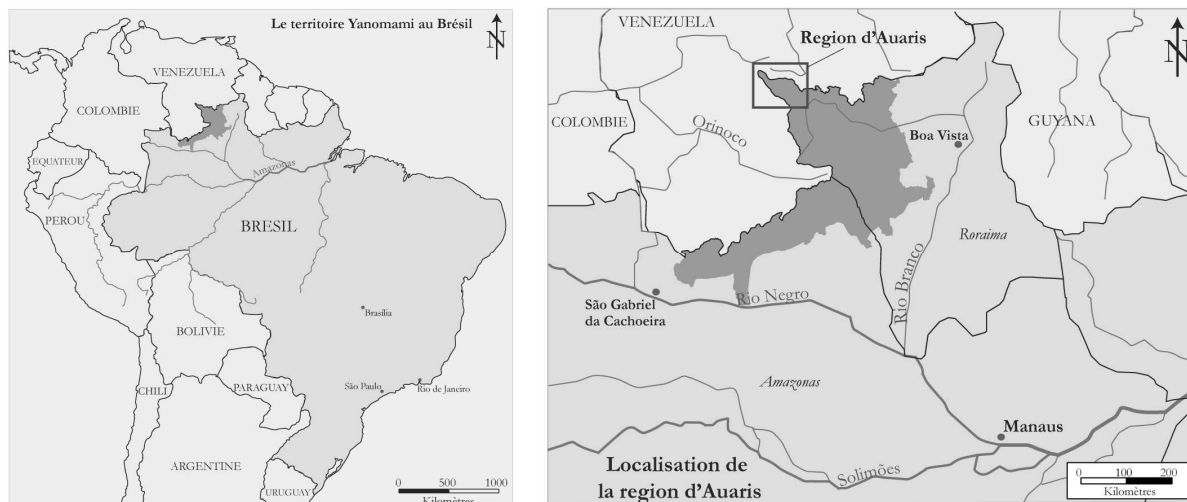 Le territoire Yanomami au Brésil
N
VENEZUELA
COLOMBIE
EQUATEUR
Amazonas
PEROU
BRESIL
Brasília
BOLIVIE
São Paulo
Rio de Janeiro
CHILI
PARAGUAY
ARGENTINE
URUGUAY
0 500 1000
Kilomètres
VENEZUELA
Region d'Auaris
N
COLOMBIE
Orinoco
Boa Vista
GUYANA
Roraima
Rio Branco
São Gabriel
da Cachoeira
Rio Negro
Amazonas
Manaus
Solimões
Localisation de
la region d'Auaris
0 100 200
Kilomètres